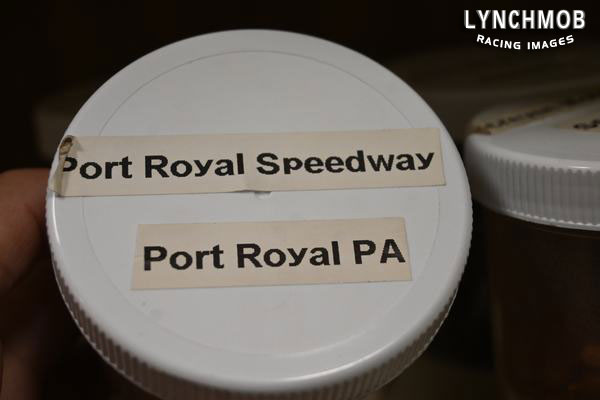 LYNCHMOB
RACING IMAGES
Port Royal Speedway
Port Royal PA